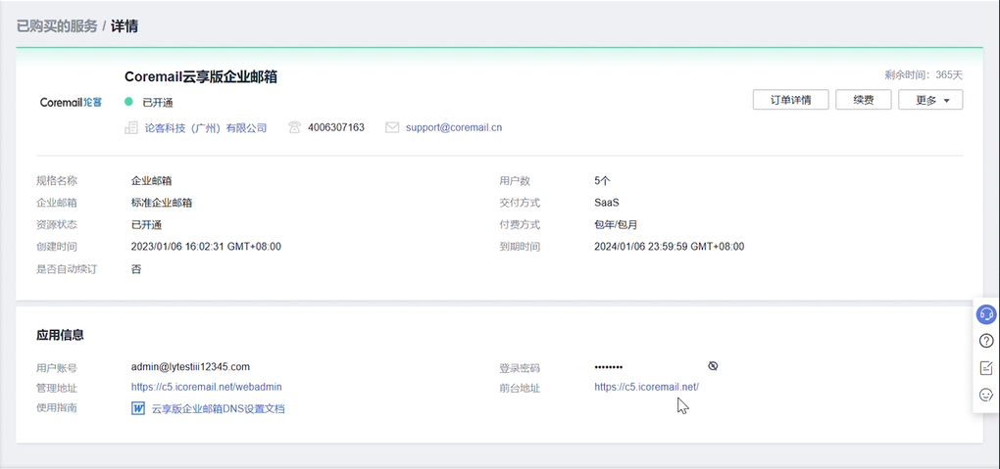 已购买的服务 / 详情
Coremail云享版企业邮箱
剩余时间：365天
Coremail论客
已开通
订单详情
续费
更多
论客科技（广州）有限公司
4006307163
support@coremail.cn
规格名称 企业邮箱
用户数 5个
企业邮箱 标准企业邮箱
交付方式 SaaS
资源状态 已开通
付费方式 包年/包月
创建时间 2023/01/06 16:02:31 GMT+08:00
到期时间 2024/01/06 23:59:59 GMT+08:00
是否自动续订 否
应用信息
用户账号 admin@lytestiii12345.com
登录密码 ••••••••
管理地址 https://c5.icoremail.net/webadmin
前台地址 https://c5.icoremail.net/
使用指南 云享版企业邮箱DNS设置文档